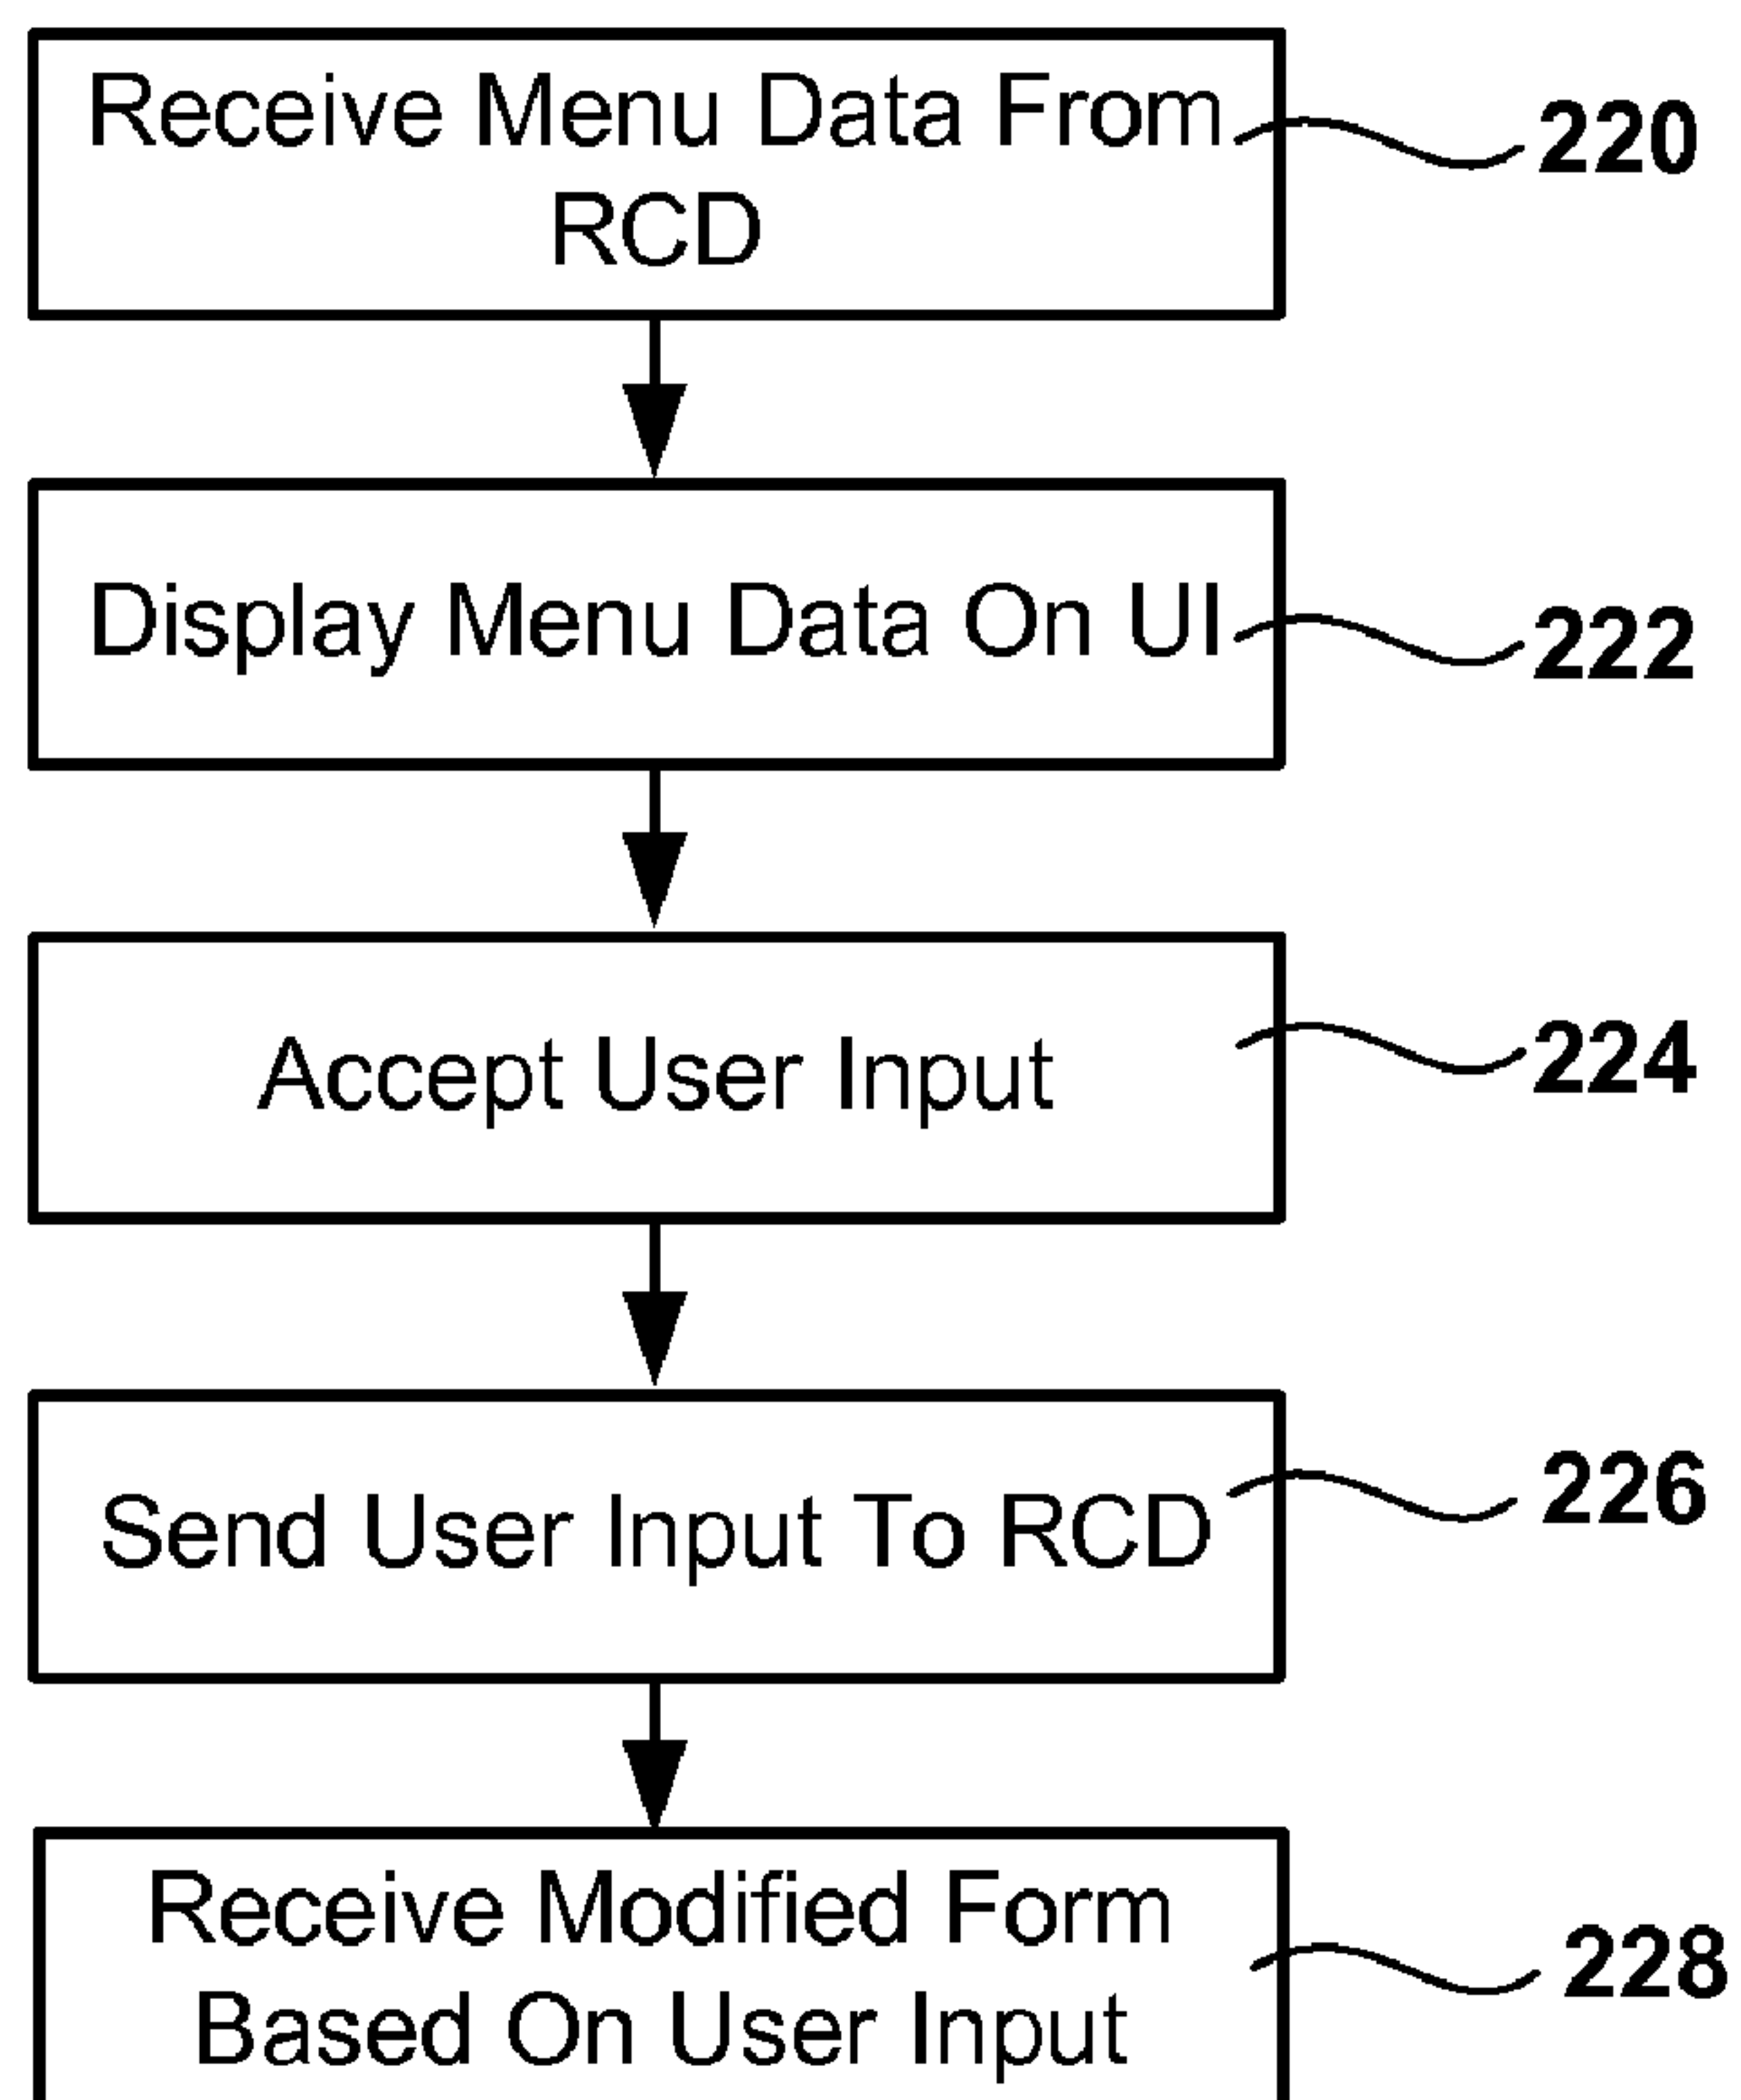 Receive Menu Data From
RCD
220
Display Menu Data On UI
222
Accept User Input
224
Send User Input To RCD
226
Receive Modified Form
Based On User Input
228